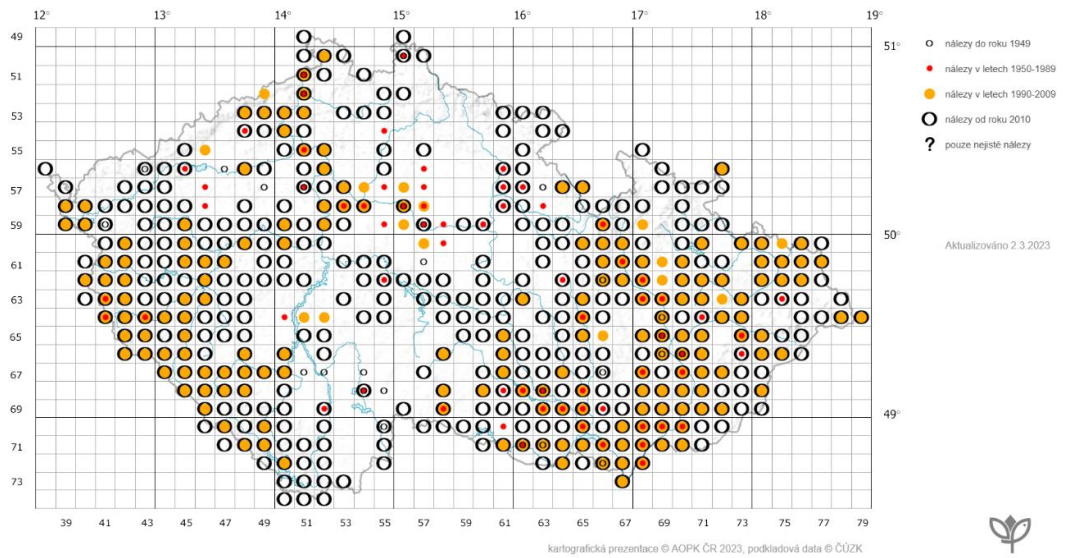 12° 13° 14° 15° 16° 17° 18° 19°
49
51°
51
53
55
57
59
50°
61
63
65
67
69
49°
71
73
39 41 43 45 47 49 51 53 55 57 59 61 63 65 67 69 71 73 75 77 79
nálezy do roku 1949
nálezy v letech 1950-1989
nálezy v letech 1990-2009
nálezy od roku 2010
? pouze nejisté nálezy
Aktualizováno 2.3.2023
kartografická prezentace © AOPK ČR 2023, podkladová data © ČÚZK